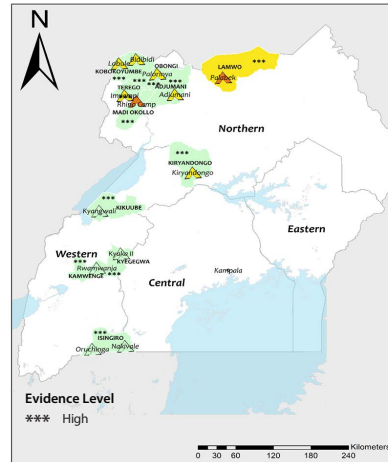 N
LAMWO
***
Palabek
Bidibidi
Lobule
OBONGI
KOBOKO
YUMBE
Palorinya
***
***
***
***
TEREGO
ADJUMANI
Imvempi
Adjumani
Rhino Camp
MADI OKOLLO
***
Northern
***
KIRYANDONGO
Kiryandongo
***
KIKUUBE
Kyangwali
Eastern
Western
Kyaka II
***
KYEGEGWA
Central
Rwamwanja
Kampala
KAMWENGE
***
***
ISINGIRO
Oruchinga
Nakivale
Evidence Level
*** High
Kilometers
0 30 60 120 180 240